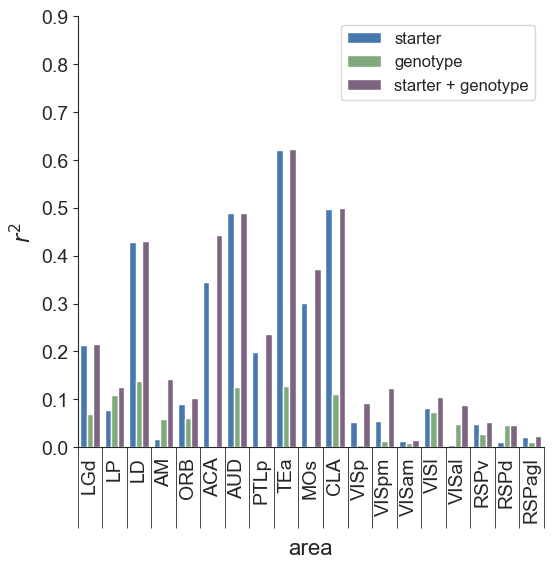 0.9
0.8
0.7
0.6
0.5
0.4
0.3
0.2
0.1
0.0
r²
starter
genotype
starter + genotype
LGd
LP
LD
AM
ORB
ACA
AUD
PTLp
TEa
MOs
CLA
VISp
VISpm
VISam
VISl
VISal
RSPv
RSPd
RSPagl
area